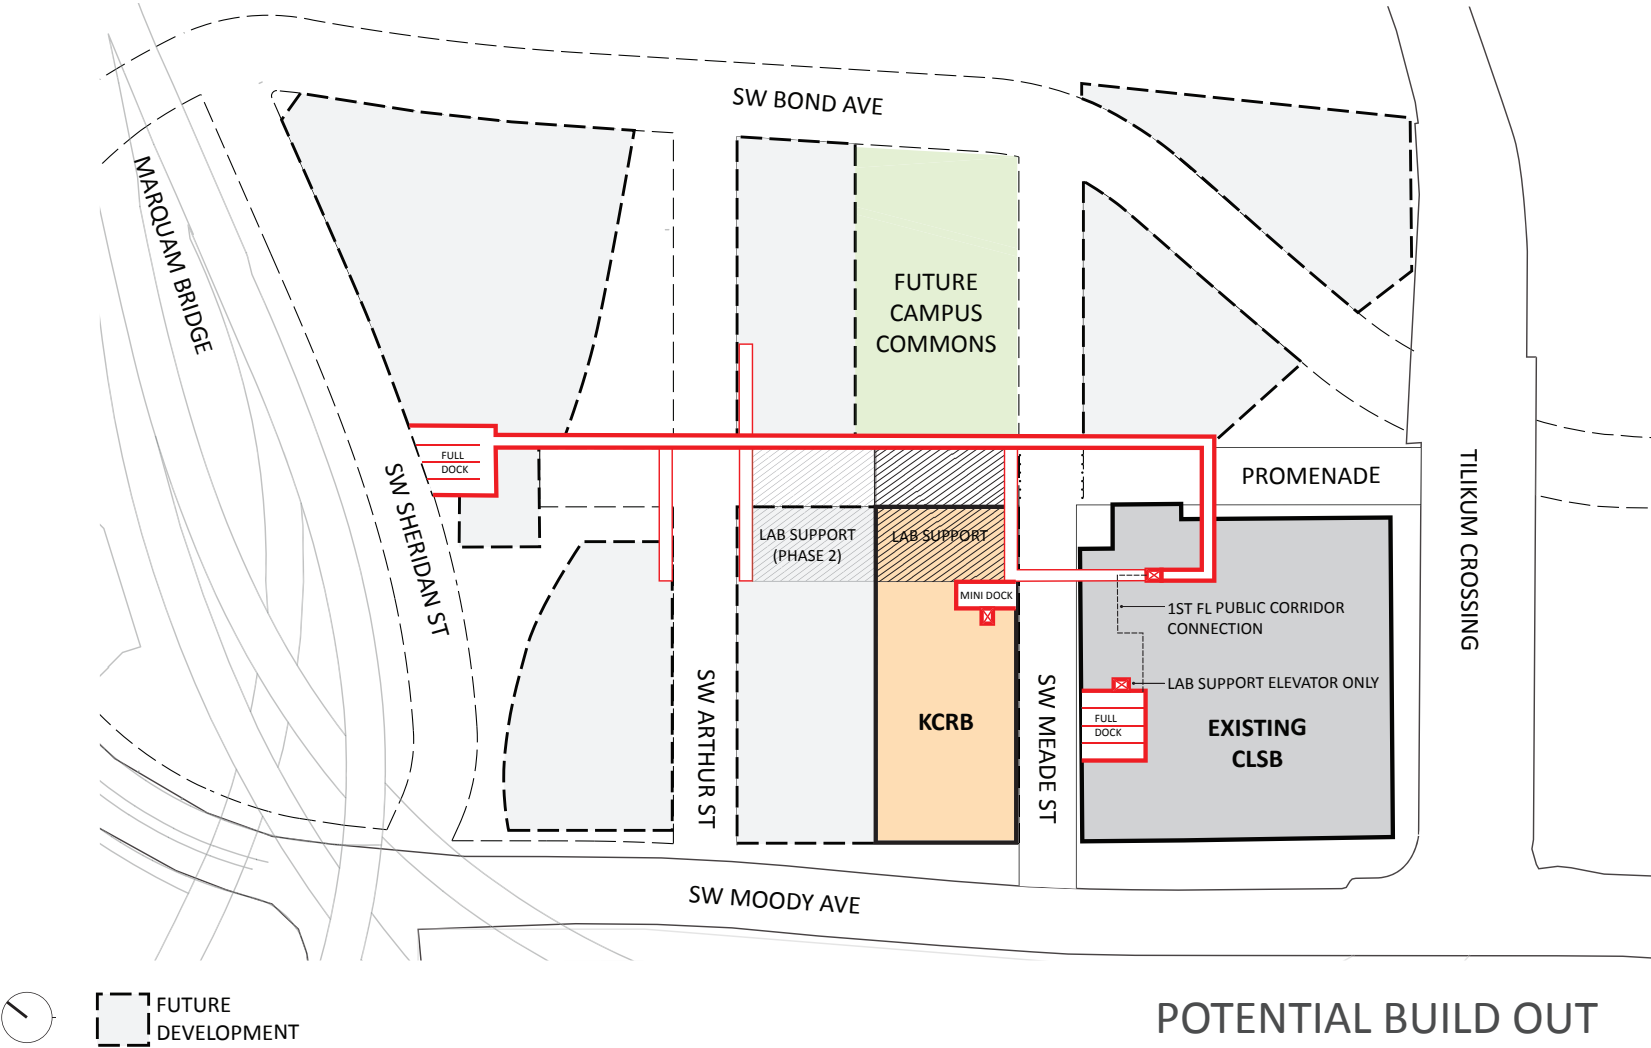 SW BOND AVE
MARQUAM BRIDGE
FUTURE
CAMPUS
COMMONS
FULL
DOCK
SW SHERIDAN ST
PROMENADE
TILIKUM CROSSING
LAB SUPPORT
(PHASE 2)
LAB SUPPORT
MINI DOCK
1ST FL PUBLIC CORRIDOR
CONNECTION
LAB SUPPORT ELEVATOR ONLY
SW ARTHUR ST
KCRB
SW MEADE ST
FULL
DOCK
EXISTING
CLSB
SW MOODY AVE
FUTURE
DEVELOPMENT
POTENTIAL BUILD OUT